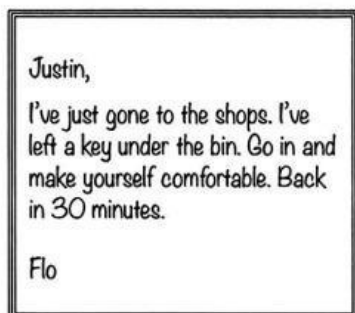 Justin,
I've just gone to the shops. I've
left a key under the bin. Go in and
make yourself comfortable. Back
in 30 minutes.
Flo